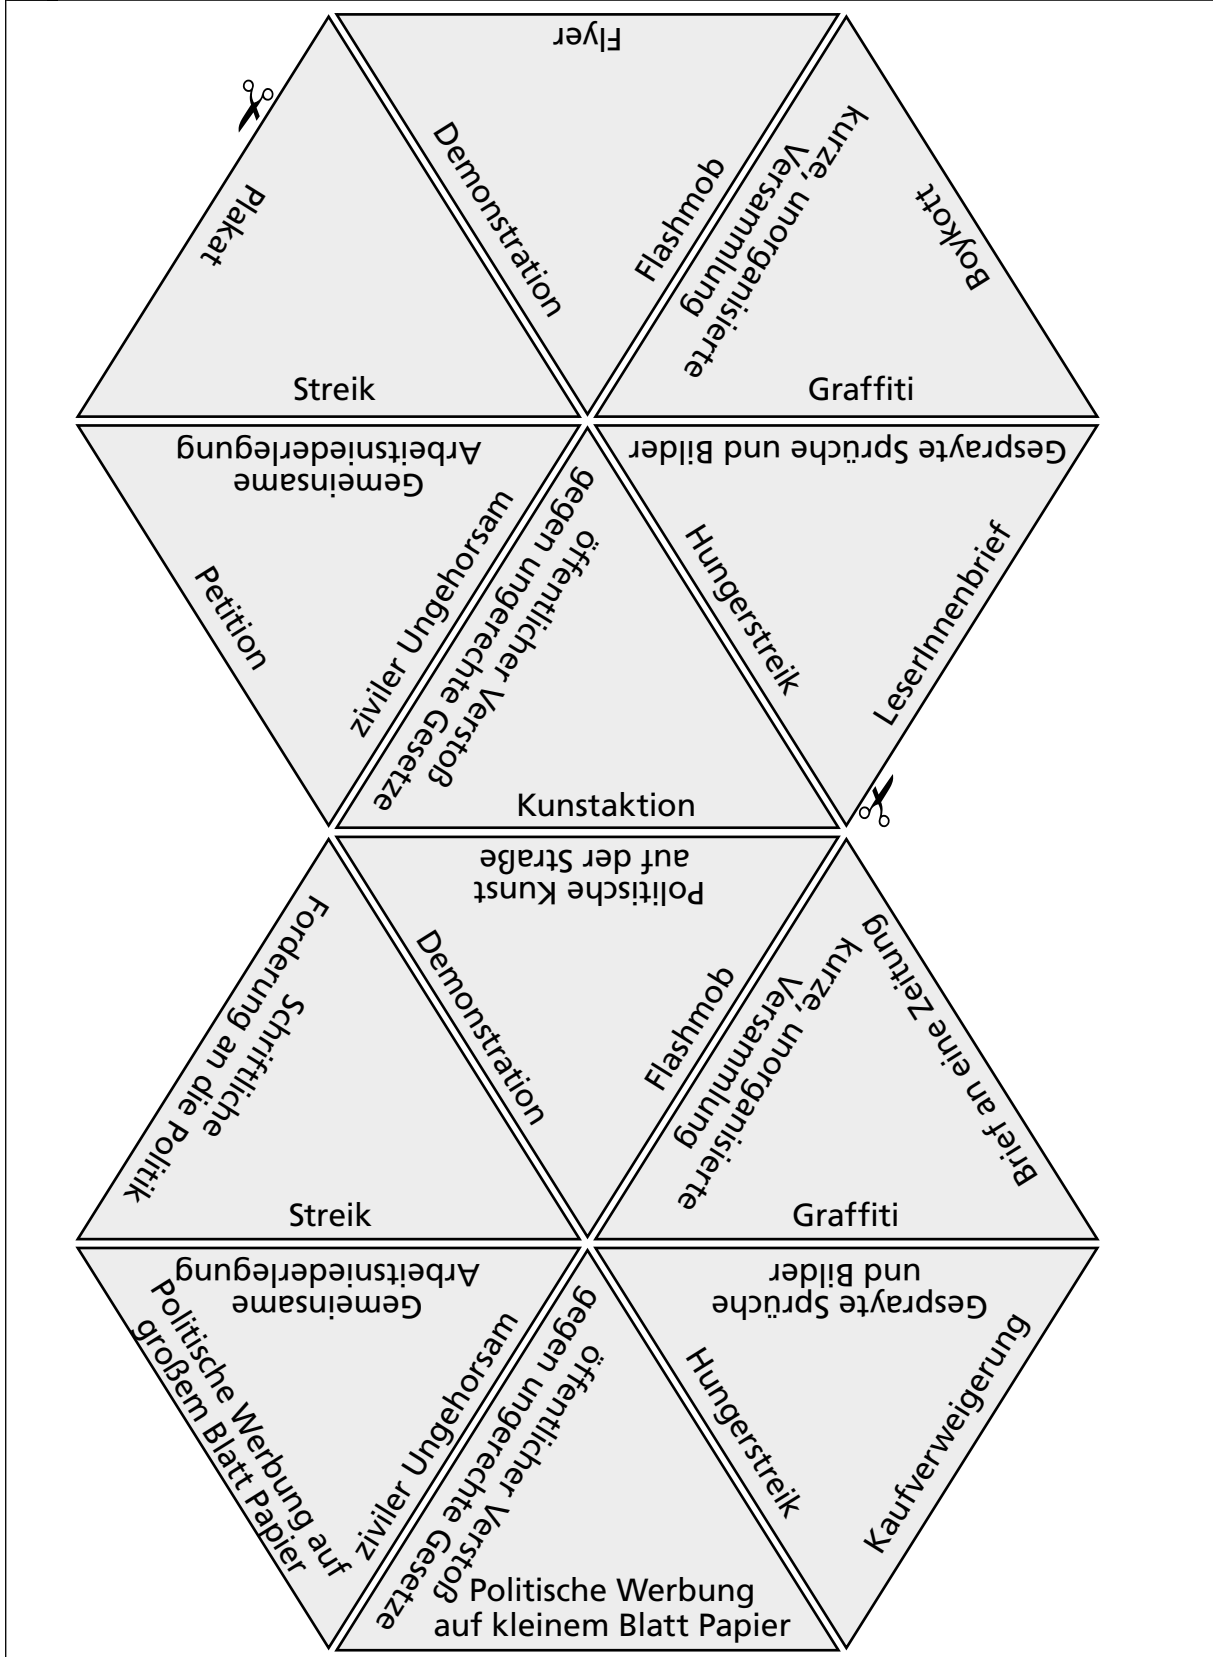 Flyer
Demonstration
Flashmob
Plakat
Streik
kurze, unorganisierte
Versammlung
Boykott
Graffiti
Gemeinsame
Arbeitsniederlegung
Petition
ziviler Ungehorsam
öffentlicher Verstoß
gegen ungerechte Gesetze
Kunstaktion
Gesprayte Sprüche und Bilder
Hungerstreik
LeserInnenbrief
Politische Kunst
auf der Straße
Demonstration
Flashmob
Schriftliche
Forderung an die Politik
Streik
kurze, unorganisierte
Versammlung
Brief an eine Zeitung
Graffiti
Gemeinsame
Arbeitsniederlegung
Politische Werbung auf
großem Blatt Papier
ziviler Ungehorsam
öffentlicher Verstoß
gegen ungerechte Gesetze
Politische Werbung
auf kleinem Blatt Papier
Gesprayte Sprüche
und Bilder
Hungerstreik
Kaufverweigerung